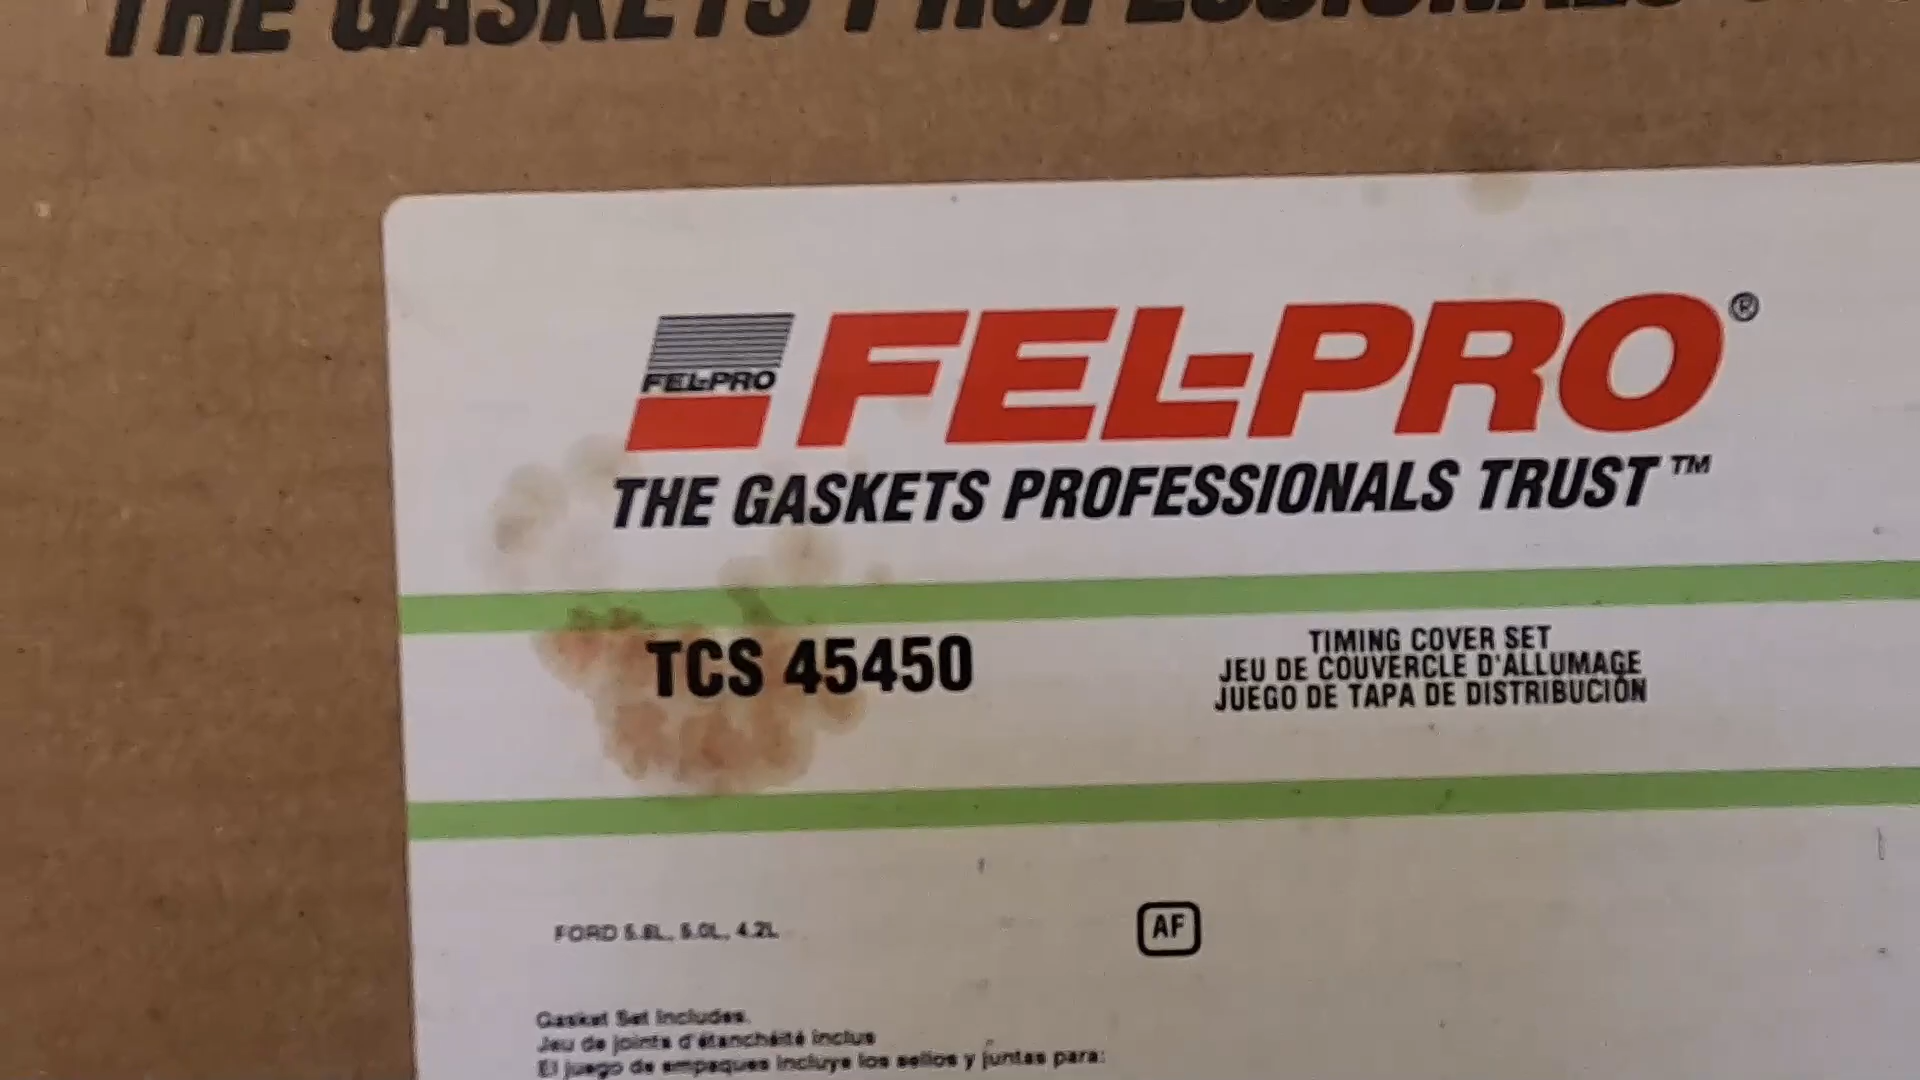 THE GASKETS PROFESSIONALS
FEL-PRO
FEL-PRO®
THE GASKETS PROFESSIONALS TRUST™
TCS 45450
TIMING COVER SET
JEU DE COUVERCLE D'ALLUMAGE
JUEGO DE TAPA DE DISTRIBUCIÓN
FORD 5.8L, 5.0L, 4.2L
AF
Gasket Set Includes.
Jeu de joints d'étanchéité inclus
El juego de empaques incluye los sellos y juntas para: